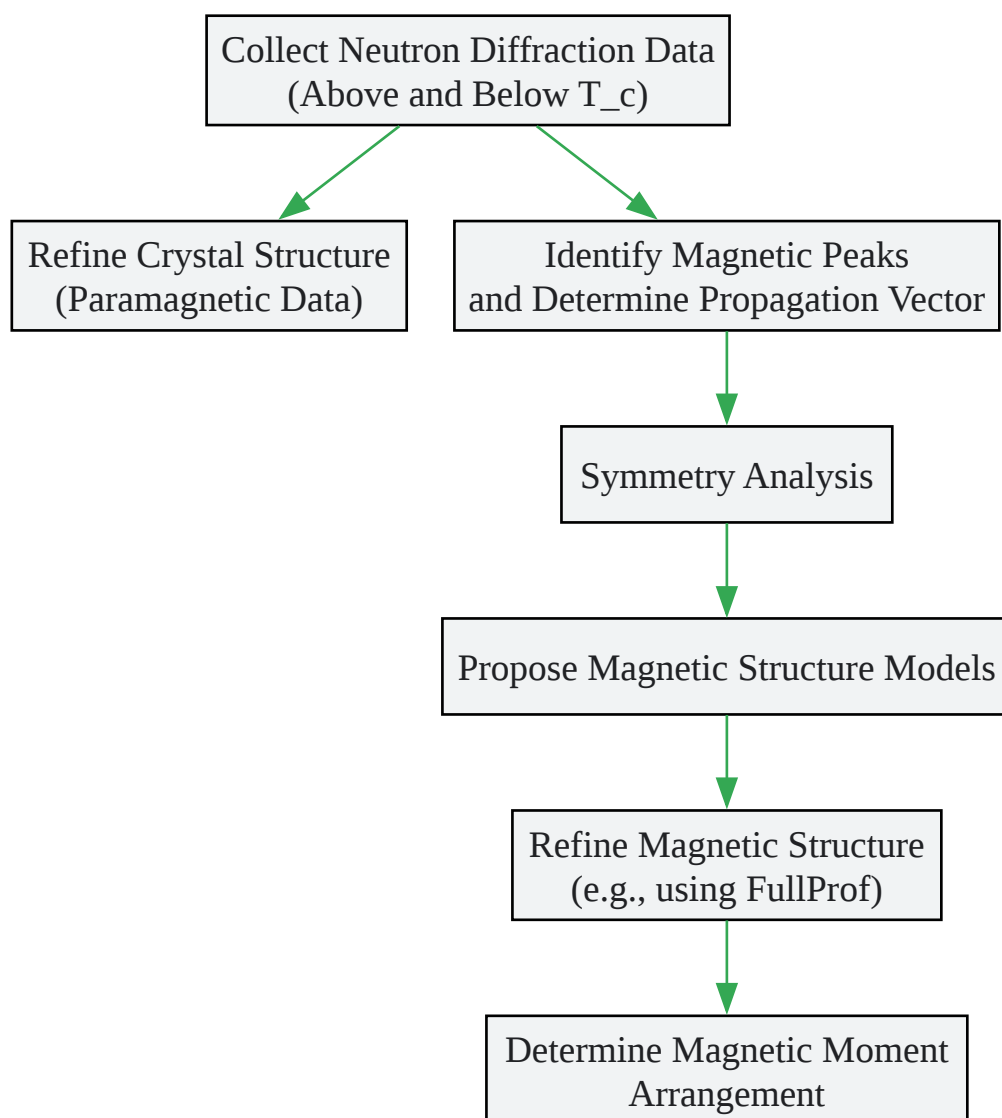 Collect Neutron Diffraction Data
(Above and Below T_c)
Refine Crystal Structure
(Paramagnetic Data)
Identify Magnetic Peaks
and Determine Propagation Vector
Symmetry Analysis
Propose Magnetic Structure Models
Refine Magnetic Structure
(e.g., using FullProf)
Determine Magnetic Moment
Arrangement